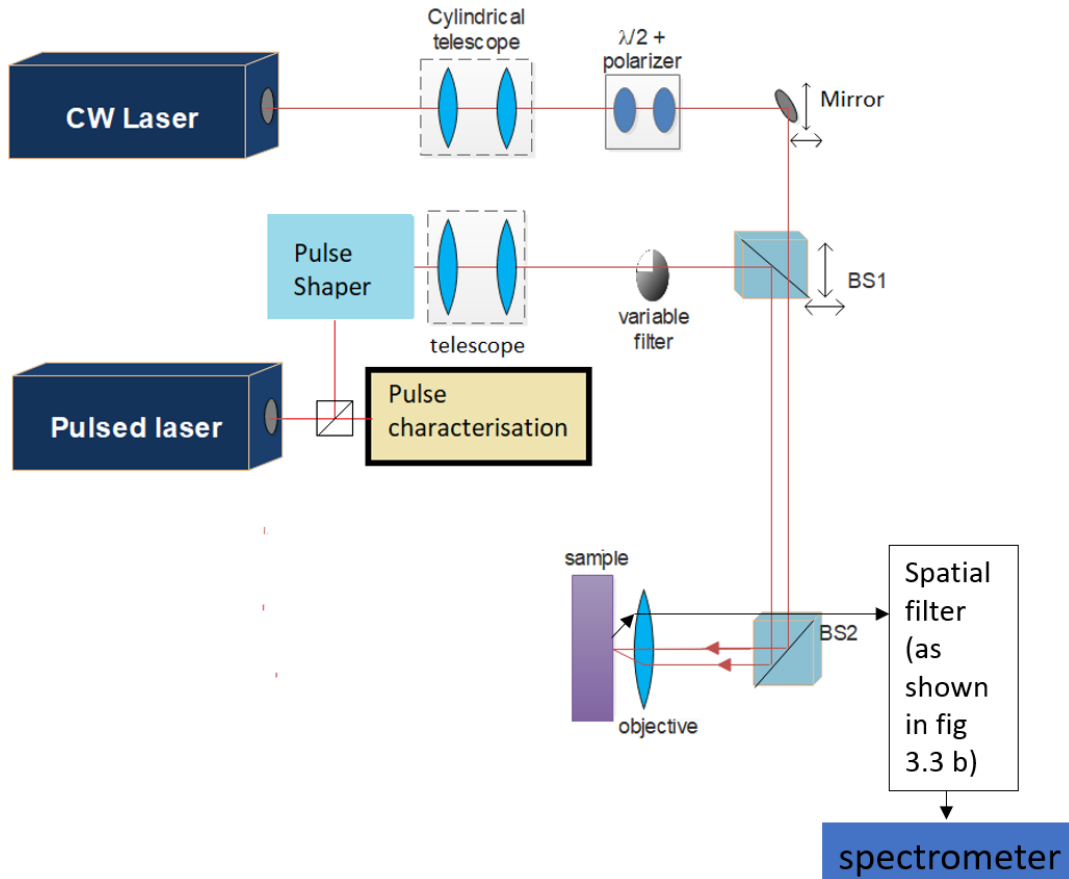 Cylindrical
telescope
λ/2 +
polarizer
CW Laser
Mirror
Pulse
Shaper
BS1
variable
filter
telescope
Pulsed laser
Pulse
characterisation
sample
Spatial
filter
(as
shown
in fig
3.3 b)
BS2
objective
spectrometer